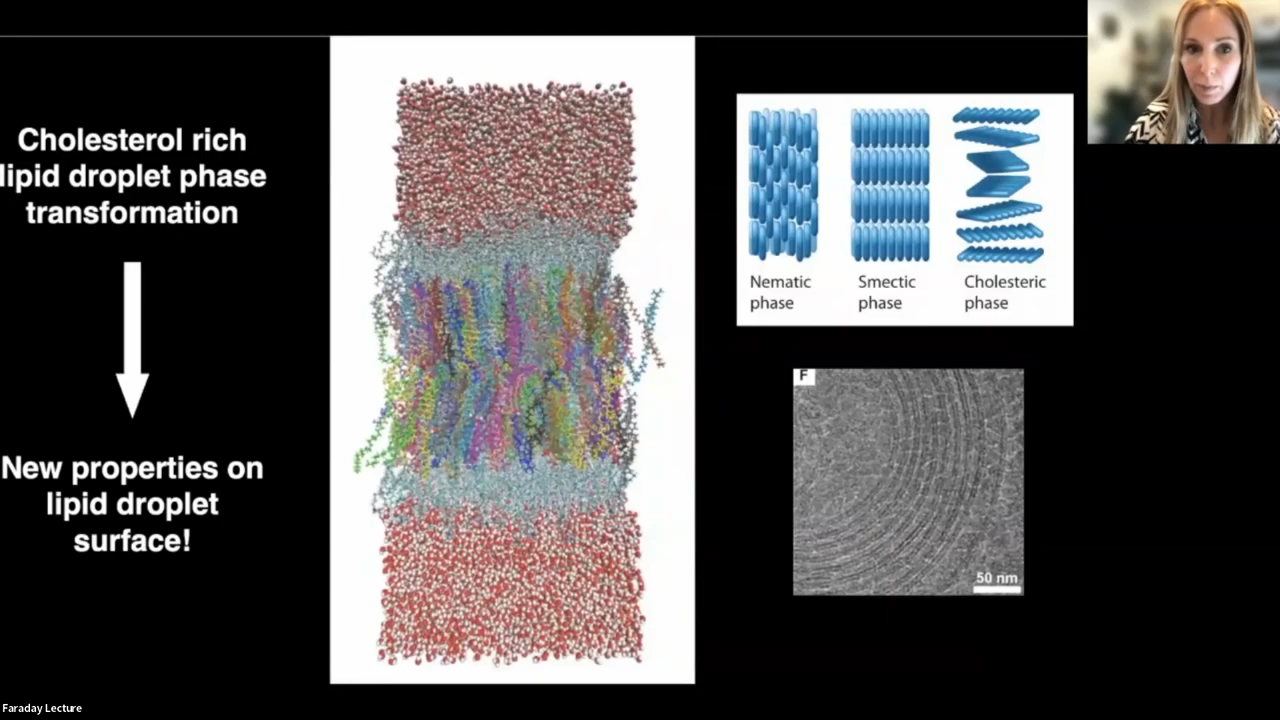 Cholesterol rich
lipid droplet phase
transformation
New properties on
lipid droplet
surface!
Nematic
phase
Smectic
phase
Cholesteric
phase
F
50 nm
Faraday Lecture